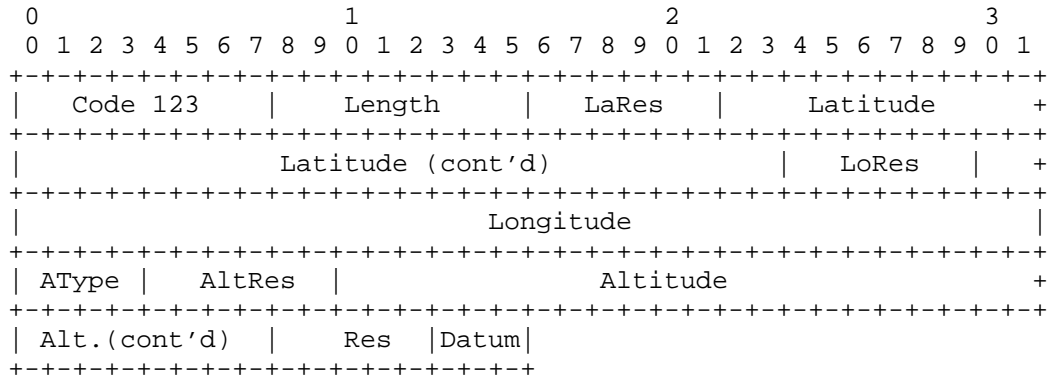 0                   1                   2                   3
 0 1 2 3 4 5 6 7 8 9 0 1 2 3 4 5 6 7 8 9 0 1 2 3 4 5 6 7 8 9 0 1
+-+-+-+-+-+-+-+-+-+-+-+-+-+-+-+-+-+-+-+-+-+-+-+-+-+-+-+-+-+-+-+-+
|   Code 123    |    Length     |   LaRes   |     Latitude      +
+-+-+-+-+-+-+-+-+-+-+-+-+-+-+-+-+-+-+-+-+-+-+-+-+-+-+-+-+-+-+-+-+
|                Latitude (cont'd)              |   LoRes   |   +
+-+-+-+-+-+-+-+-+-+-+-+-+-+-+-+-+-+-+-+-+-+-+-+-+-+-+-+-+-+-+-+-+
|                             Longitude                         |
+-+-+-+-+-+-+-+-+-+-+-+-+-+-+-+-+-+-+-+-+-+-+-+-+-+-+-+-+-+-+-+-+
| AType |   AltRes  |                Altitude                   +
+-+-+-+-+-+-+-+-+-+-+-+-+-+-+-+-+-+-+-+-+-+-+-+-+-+-+-+-+-+-+-+-+
| Alt.(cont'd)  |    Res  |Datum|
+-+-+-+-+-+-+-+-+-+-+-+-+-+-+-+-+